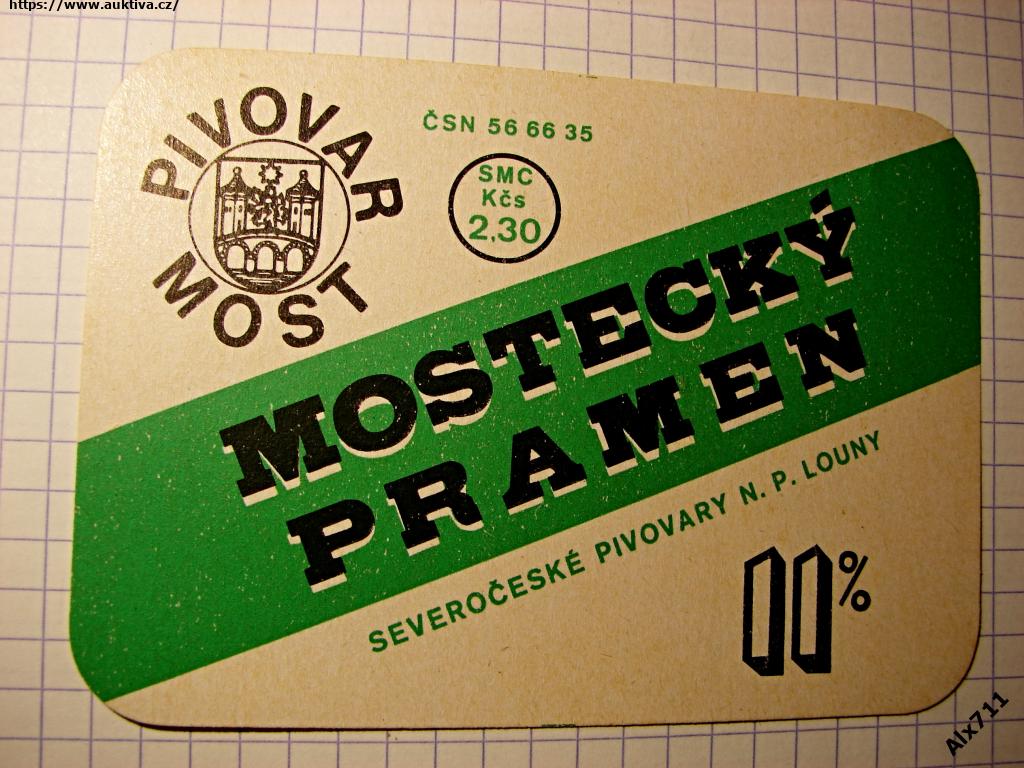 https://www.auktiva.cz/
PIVOVAR
MOST
ČSN 56 66 35
SMC
Kčs
2,30
MOSTECKÝ
PRAMEN
SEVEROČESKÉ PIVOVARY N. P. LOUNY
11%
Alx711